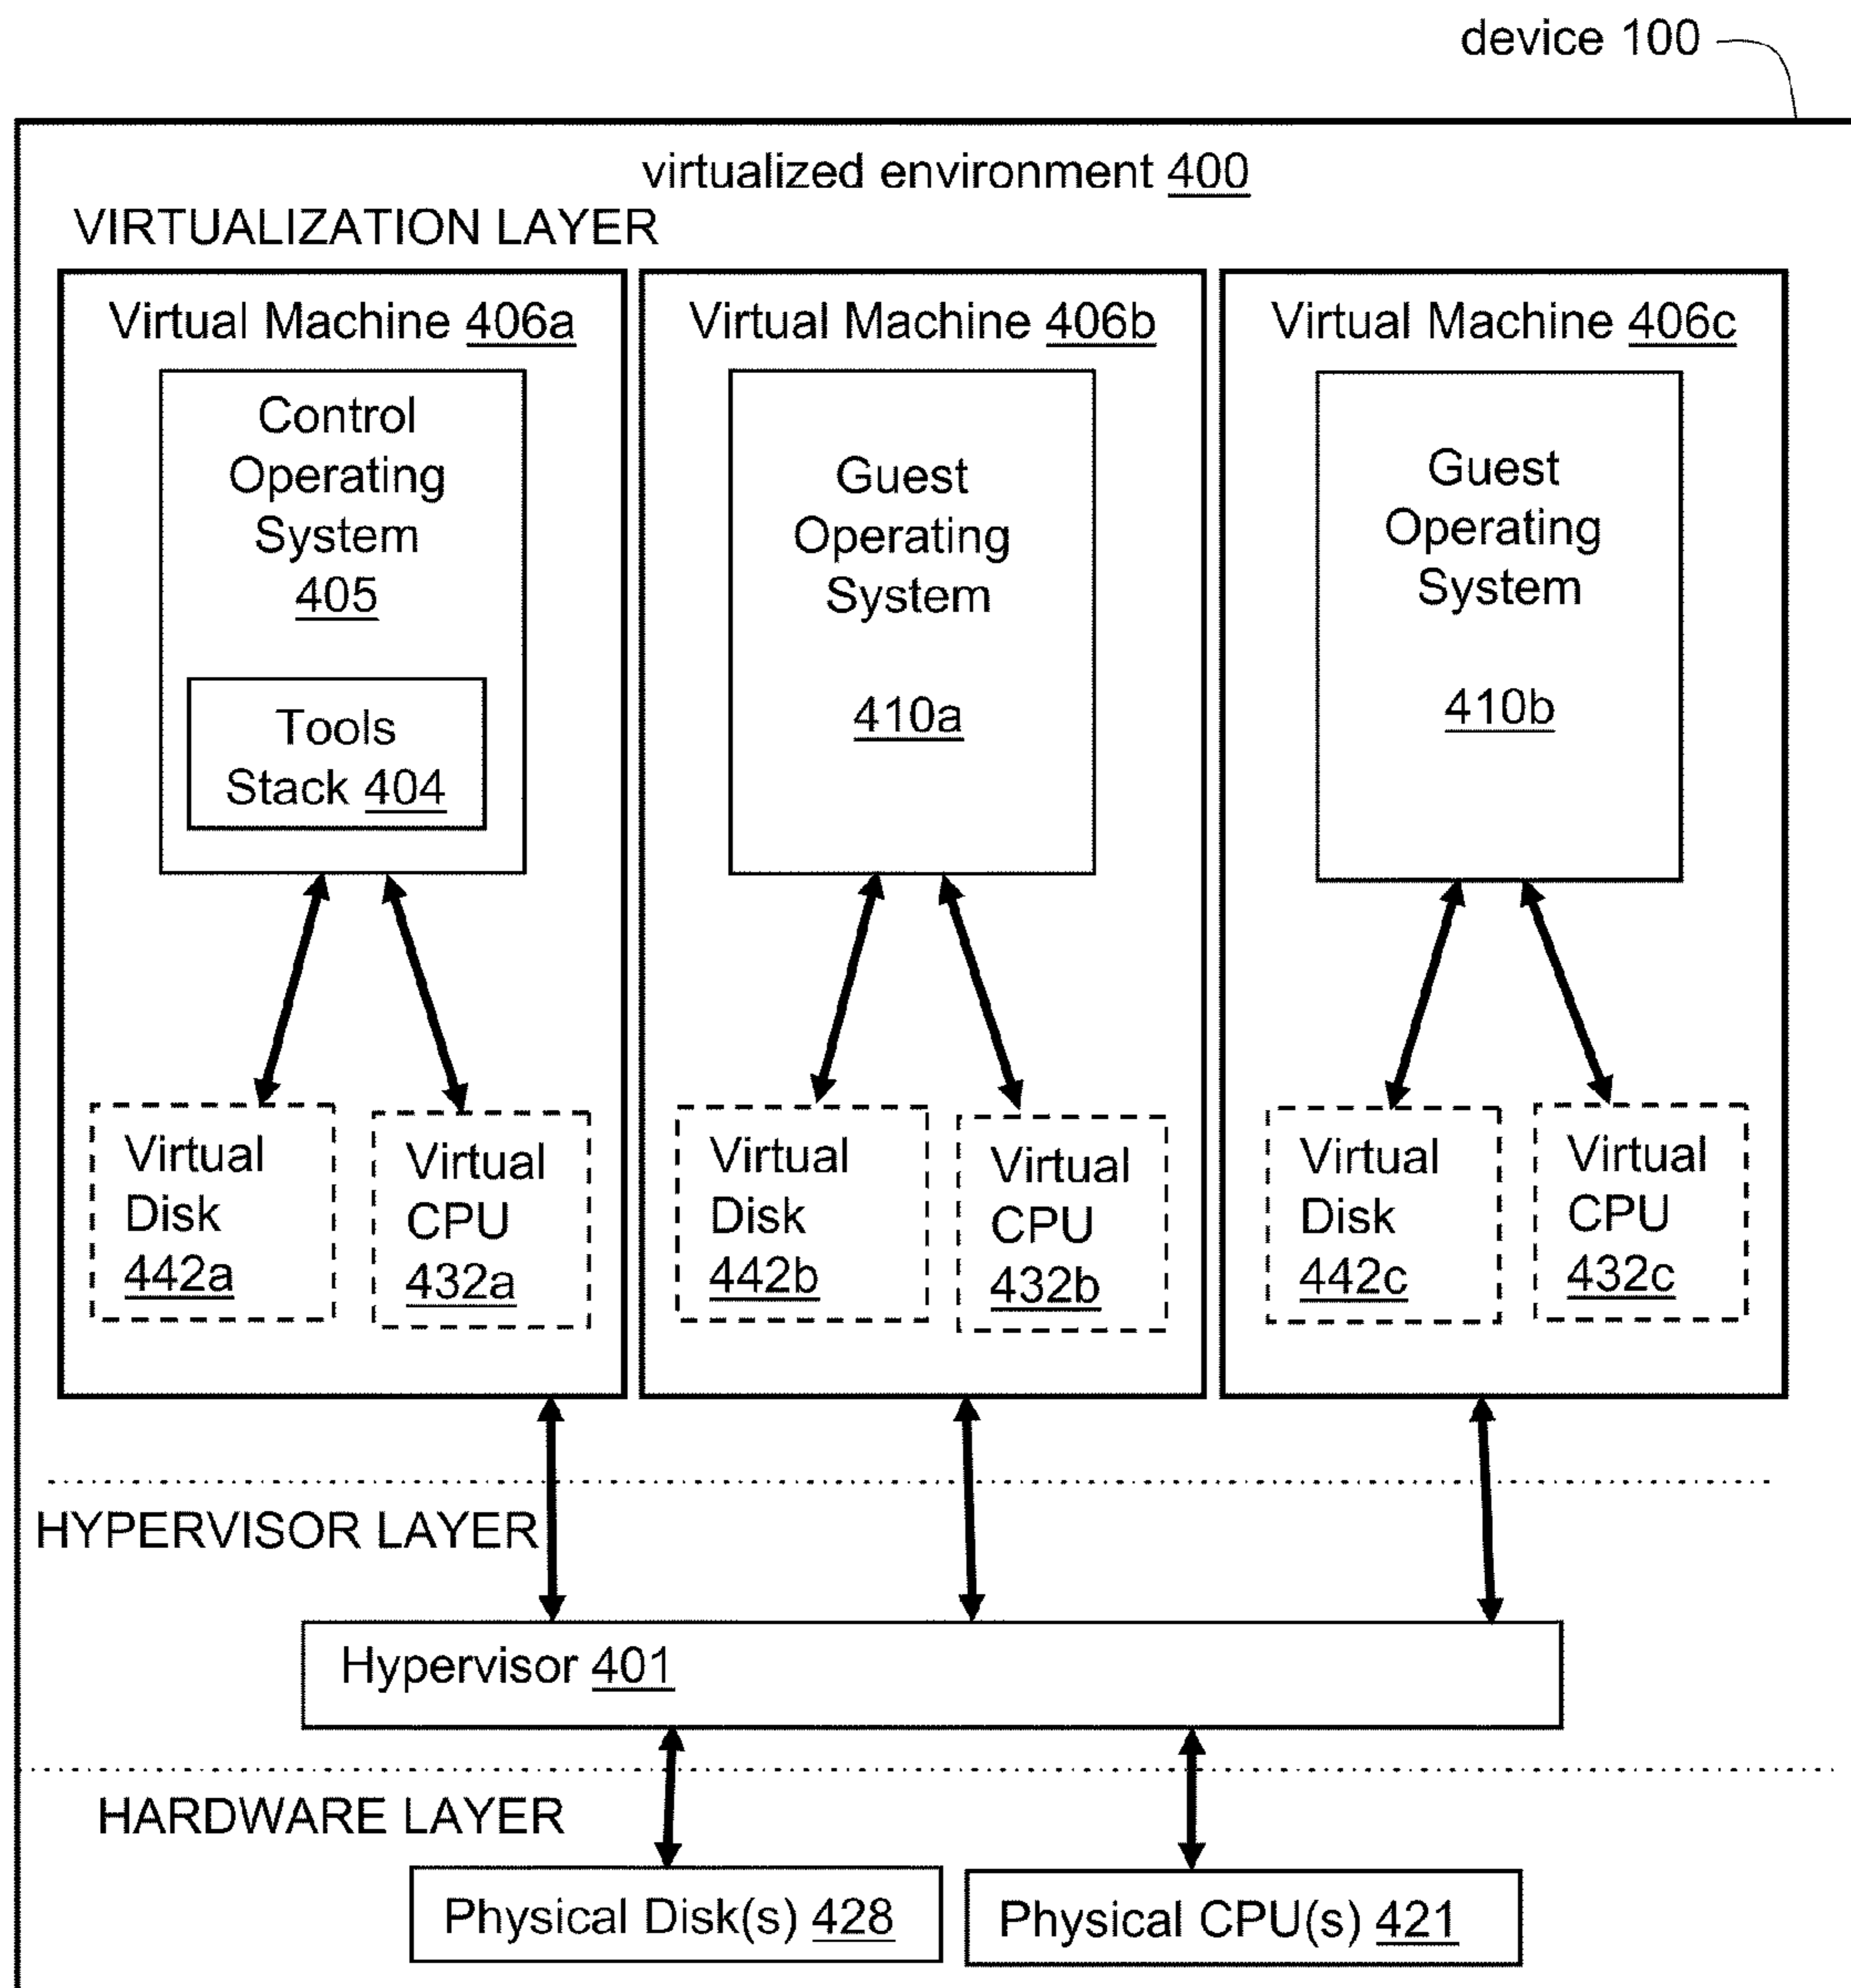 device 100
virtualized environment 400
VIRTUALIZATION LAYER
Virtual Machine 406a
Control
Operating
System
405
Tools
Stack 404
Virtual
Disk
442a
Virtual
CPU
432a
Virtual Machine 406b
Guest
Operating
System
410a
Virtual
Disk
442b
Virtual
CPU
432b
Virtual Machine 406c
Guest
Operating
System
410b
Virtual
Disk
442c
Virtual
CPU
432c
HYPERVISOR LAYER
Hypervisor 401
HARDWARE LAYER
Physical Disk(s) 428
Physical CPU(s) 421